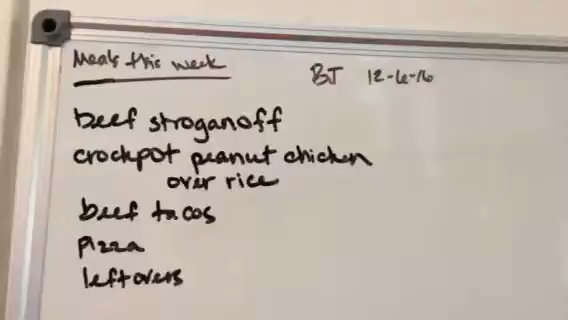 Meals this week
BJ 12-6-16
beef stroganoff
crockpot peanut chicken
over rice
beef tacos
pizza
leftovers